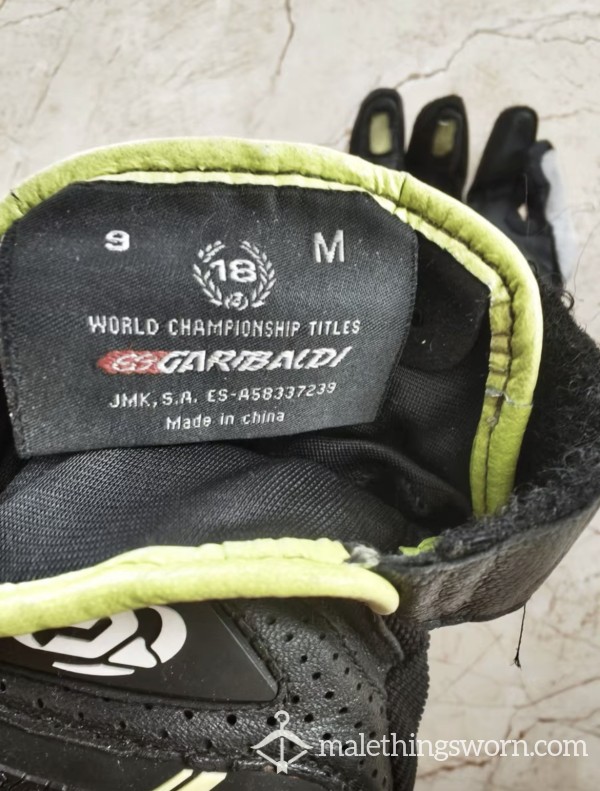 9 18 M
WORLD CHAMPIONSHIP TITLES
GARIBALDI
JMK, S.A. ES-A58337239
Made in china
malethingsworn.com